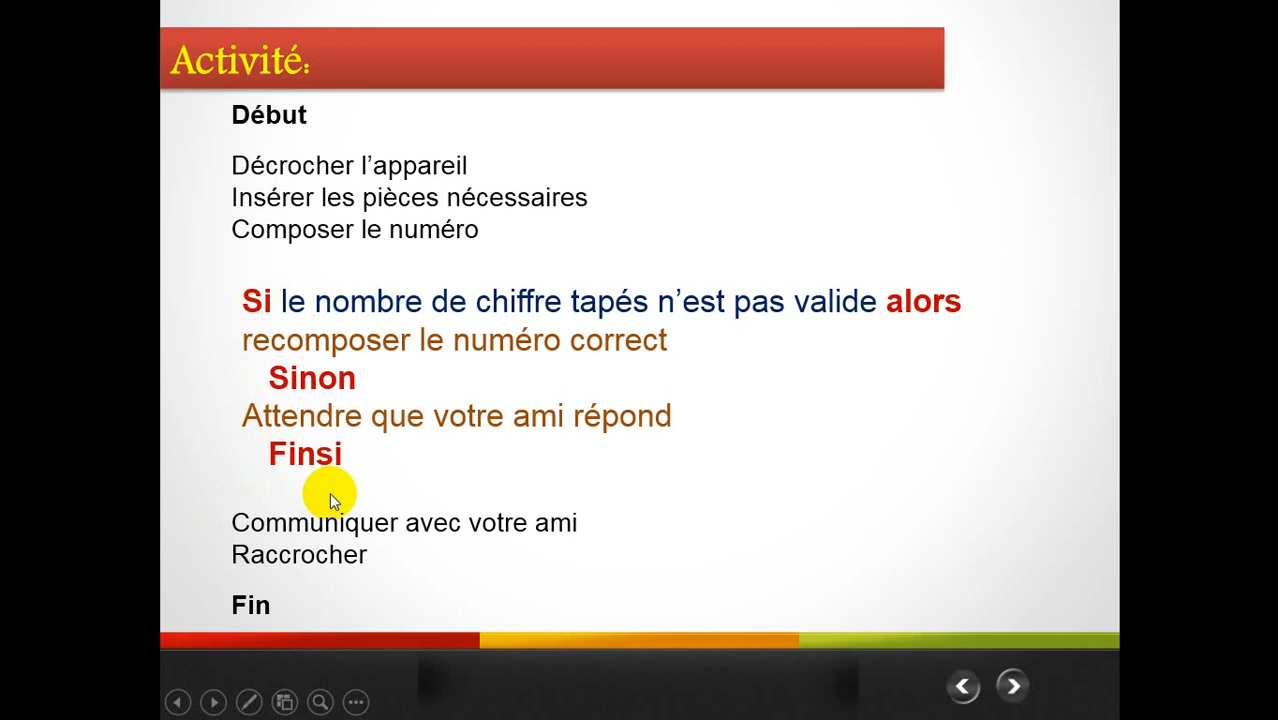 Activité:
Début
Décrocher l’appareil
Insérer les pièces nécessaires
Composer le numéro
Si le nombre de chiffre tapés n’est pas valide alors
recomposer le numéro correct
Sinon
Attendre que votre ami répond
Finsi
Communiquer avec votre ami
Raccrocher
Fin